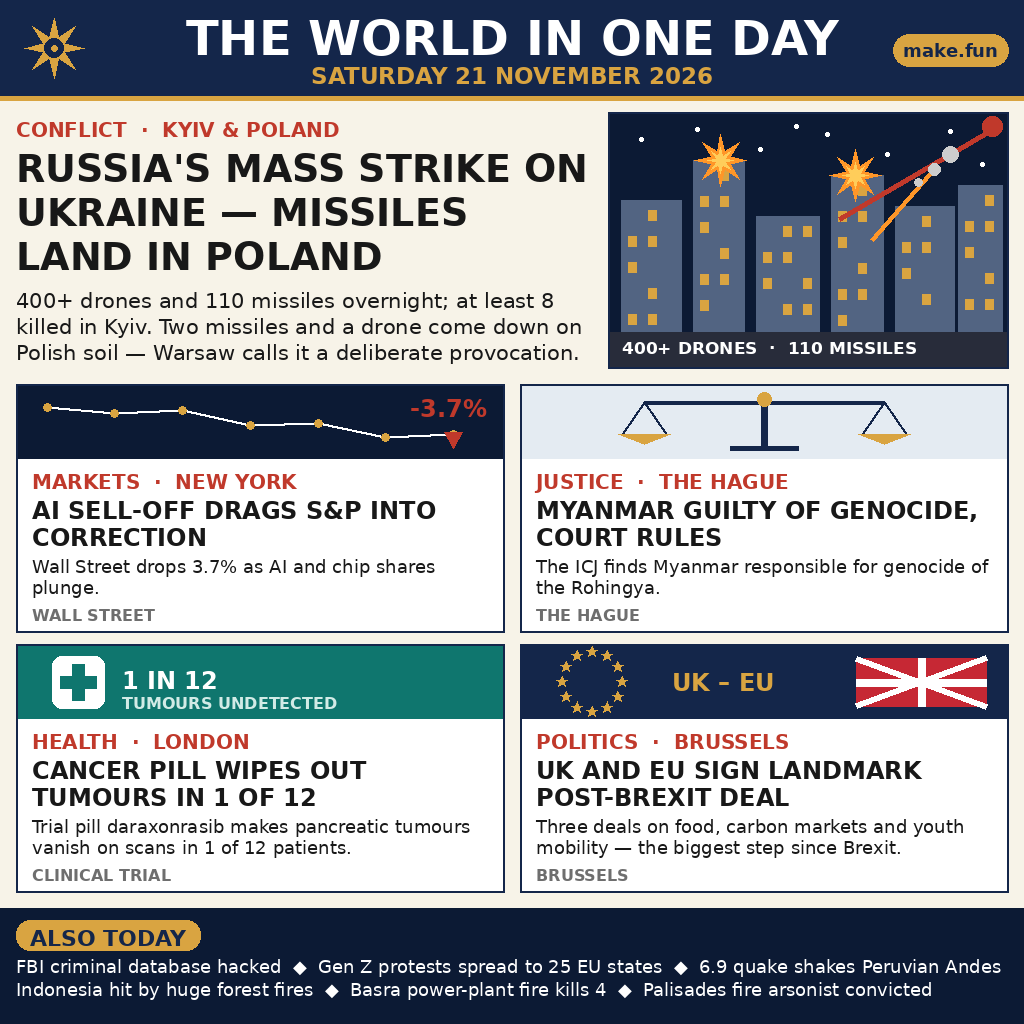 THE WORLD IN ONE DAY
SATURDAY 21 NOVEMBER 2026
make.fun
CONFLICT · KYIV & POLAND
RUSSIA'S MASS STRIKE ON
UKRAINE — MISSILES
LAND IN POLAND
400+ drones and 110 missiles overnight; at least 8
killed in Kyiv. Two missiles and a drone come down on
Polish soil — Warsaw calls it a deliberate provocation.
400+ DRONES · 110 MISSILES
-3.7%
MARKETS · NEW YORK
AI SELL-OFF DRAGS S&P INTO
CORRECTION
Wall Street drops 3.7% as AI and chip shares
plunge.
WALL STREET
JUSTICE · THE HAGUE
MYANMAR GUILTY OF GENOCIDE,
COURT RULES
The ICJ finds Myanmar responsible for genocide of
the Rohingya.
THE HAGUE
1 IN 12
TUMOURS UNDETECTED
HEALTH · LONDON
CANCER PILL WIPES OUT
TUMOURS IN 1 OF 12
Trial pill daraxonrasib makes pancreatic tumours
vanish on scans in 1 of 12 patients.
CLINICAL TRIAL
UK – EU
POLITICS · BRUSSELS
UK AND EU SIGN LANDMARK
POST-BREXIT DEAL
Three deals on food, carbon markets and youth
mobility — the biggest step since Brexit.
BRUSSELS
ALSO TODAY
FBI criminal database hacked ◆ Gen Z protests spread to 25 EU states ◆ 6.9 quake shakes Peruvian Andes
Indonesia hit by huge forest fires ◆ Basra power-plant fire kills 4 ◆ Palisades fire arsonist convicted